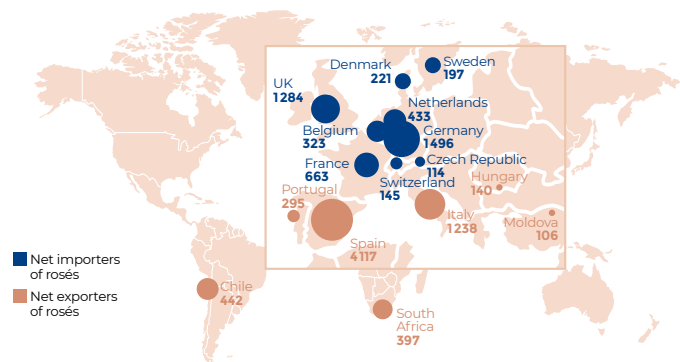 Denmark
221
Sweden
197
UK
1284
Netherlands
433
Belgium
323
Germany
1496
France
663
Czech Republic
114
Switzerland
145
Hungary
140
Portugal
295
Italy
1238
Moldova
106
Spain
4117
Net importers
of rosés
Net exporters
of rosés
Chile
442
South
Africa
397